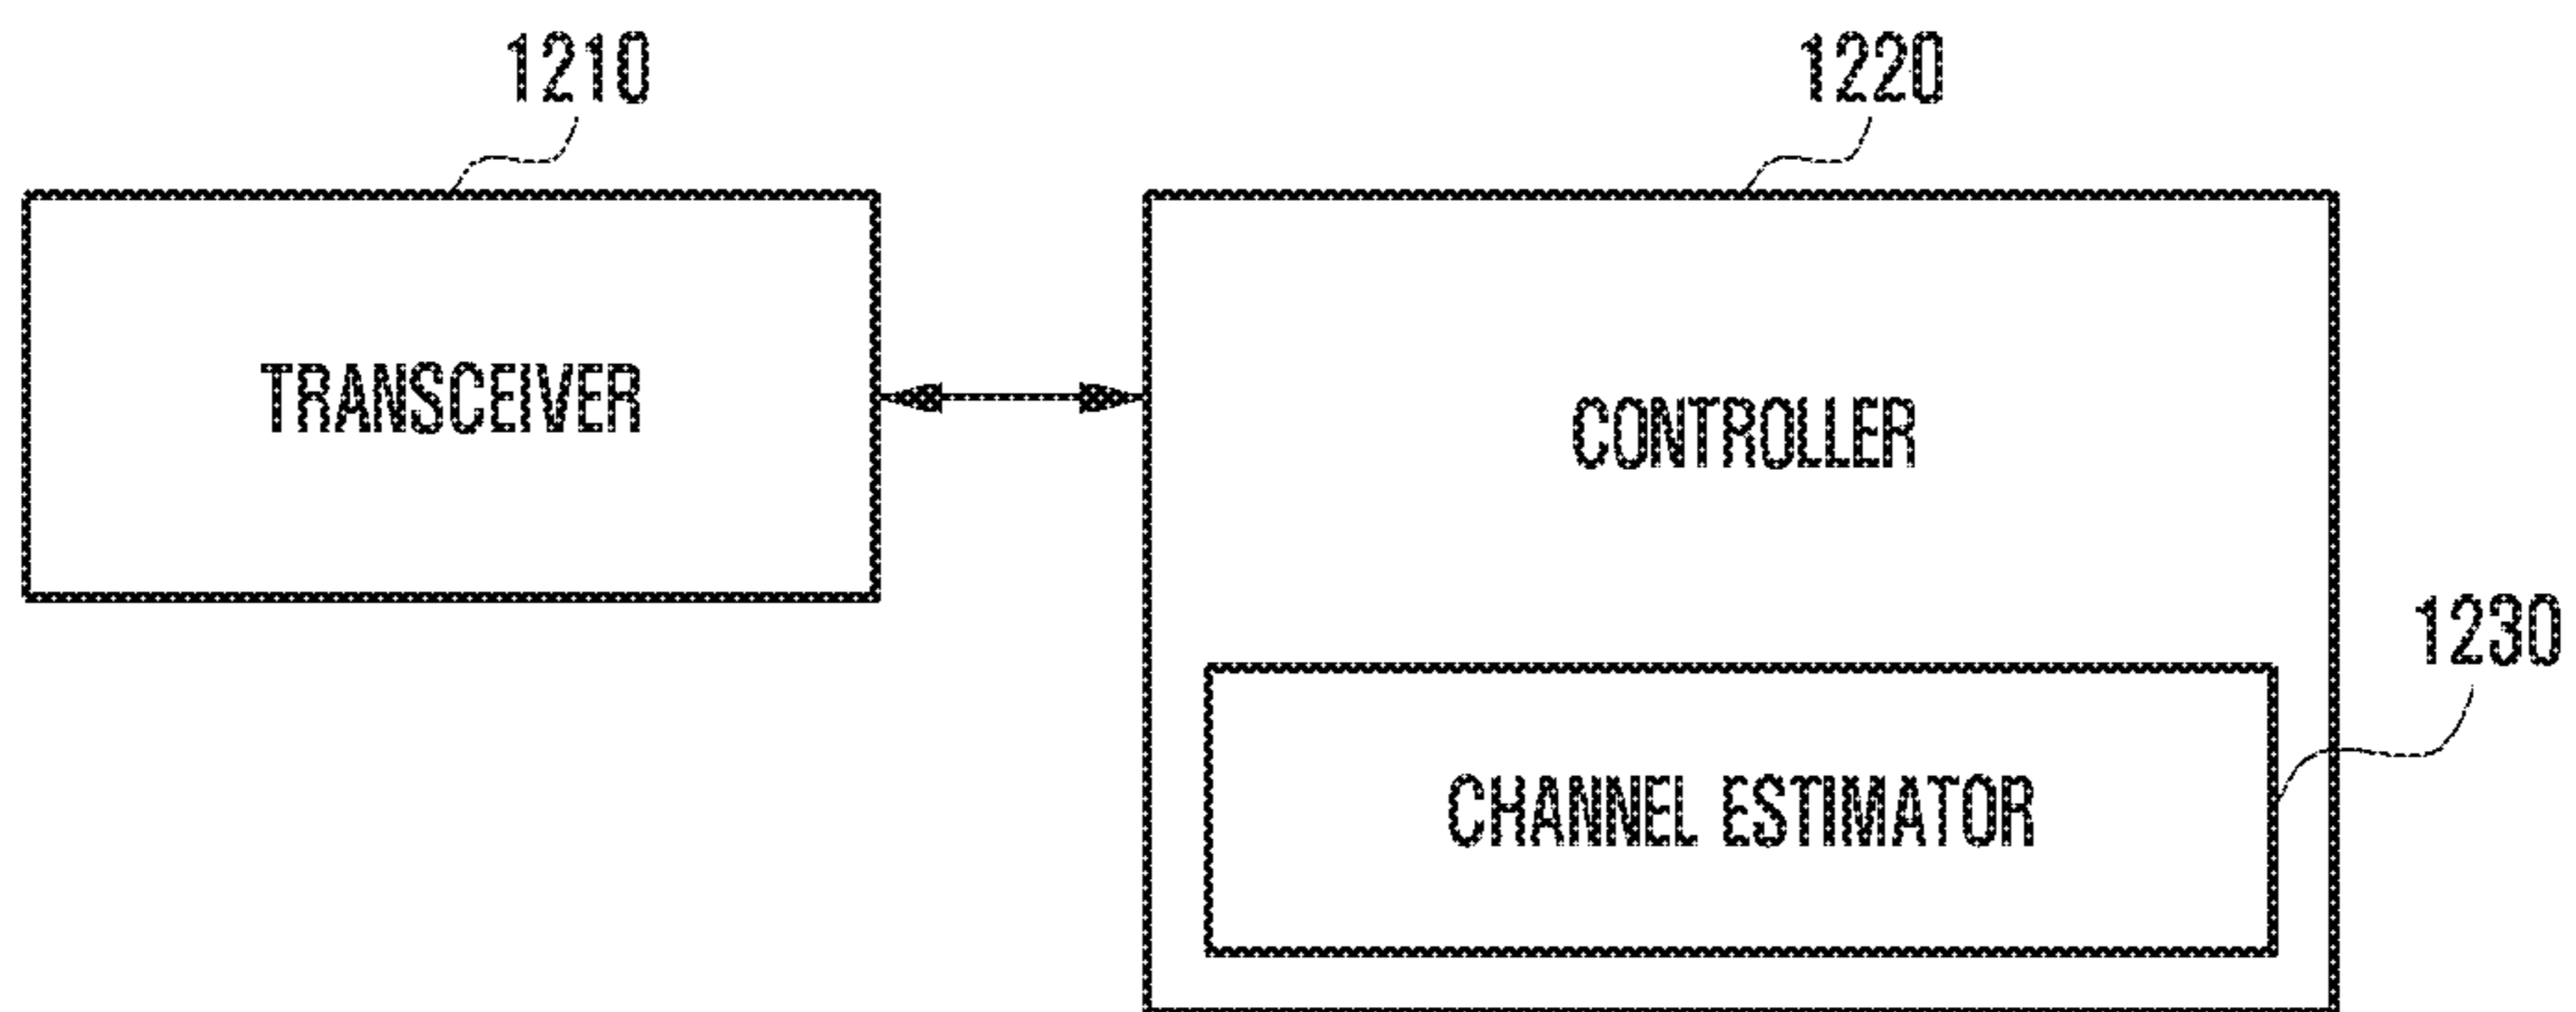 1210
1220
TRANSCEIVER
CONTROLLER
1230
CHANNEL ESTIMATOR